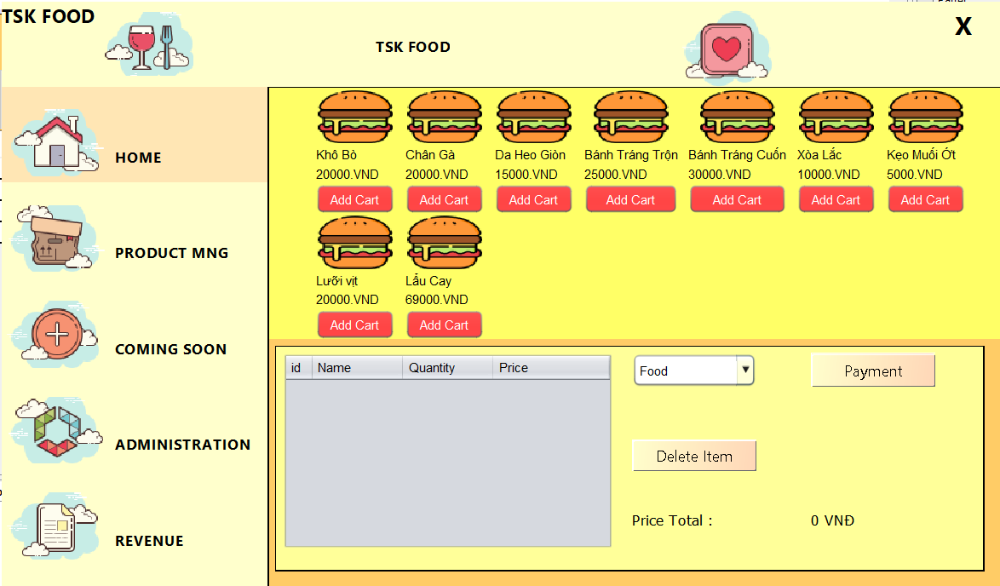 TSK FOOD
TSK FOOD
X
HOME
PRODUCT MNG
COMING SOON
ADMINISTRATION
REVENUE
Khô Bò
20000.VND
Add Cart
Chân Gà
20000.VND
Add Cart
Da Heo Giòn
15000.VND
Add Cart
Bánh Tráng Trộn
25000.VND
Add Cart
Bánh Tráng Cuốn
30000.VND
Add Cart
Xòa Lắc
10000.VND
Add Cart
Kẹo Muối Ớt
5000.VND
Add Cart
Lưỡi vịt
20000.VND
Add Cart
Lẩu Cay
69000.VND
Add Cart
id Name Quantity Price
Food
Payment
Delete Item
Price Total : 0 VNĐ